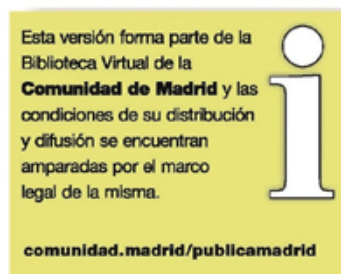 Esta versión forma parte de la
Biblioteca Virtual de la
Comunidad de Madrid y las
condiciones de su distribución
y difusión se encuentran
amparadas por el marco
legal de la misma.
comunidad.madrid/publicamadrid